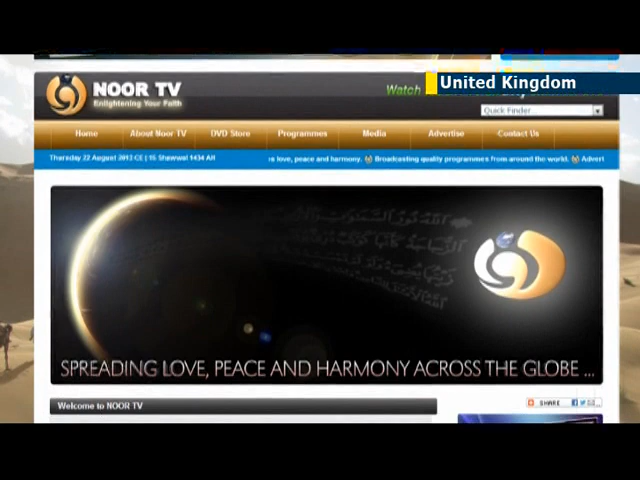 NOOR TV
Enlightening Your Faith
Watch
United Kingdom
Quick Finder...
Home About Noor TV DVD Store Programmes Media Advertise Contact Us
Thursday 22 August 2013 CE | 15 Shawwal 1434 AH
s love, peace and harmony. Broadcasting quality programmes from around the world. Advert
SPREADING LOVE, PEACE AND HARMONY ACROSS THE GLOBE ...
Welcome to NOOR TV
SHARE